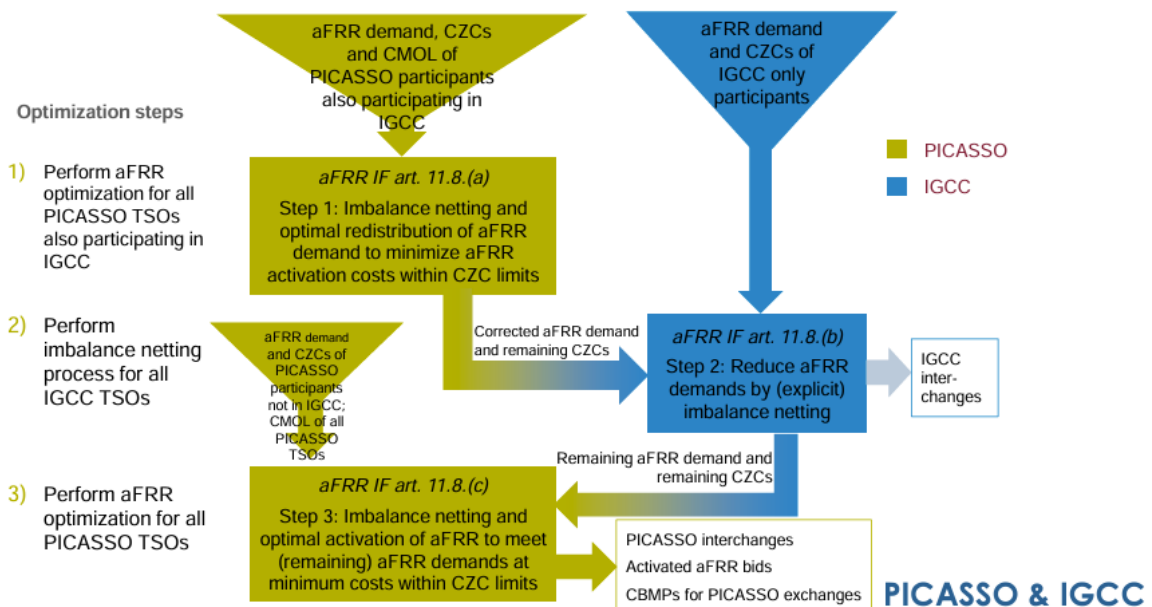 aFRR demand, CZCs
and CMOL of
PICASSO participants
also participating in
IGCC
aFRR demand
and CZCs of
IGCC only
participants
Optimization steps
PICASSO
IGCC
1) Perform aFRR
optimization for all
PICASSO TSOs
also participating in
IGCC
aFRR IF art. 11.8.(a)
Step 1: Imbalance netting and
optimal redistribution of aFRR
demand to minimize aFRR
activation costs within CZC limits
2) Perform
imbalance netting
process for all
IGCC TSOs
aFRR demand
and CZCs of
PICASSO
participants
not in IGCC;
CMOL of all
PICASSO
TSOs
Corrected aFRR demand
and remaining CZCs
aFRR IF art. 11.8.(b)
Step 2: Reduce aFRR
demands by (explicit)
imbalance netting
IGCC
inter-
changes
Remaining aFRR demand and
remaining CZCs
3) Perform aFRR
optimization for all
PICASSO TSOs
aFRR IF art. 11.8.(c)
Step 3: Imbalance netting and
optimal activation of aFRR to meet
(remaining) aFRR demands at
minimum costs within CZC limits
PICASSO interchanges
Activated aFRR bids
CBMPs for PICASSO exchanges
PICASSO & IGCC